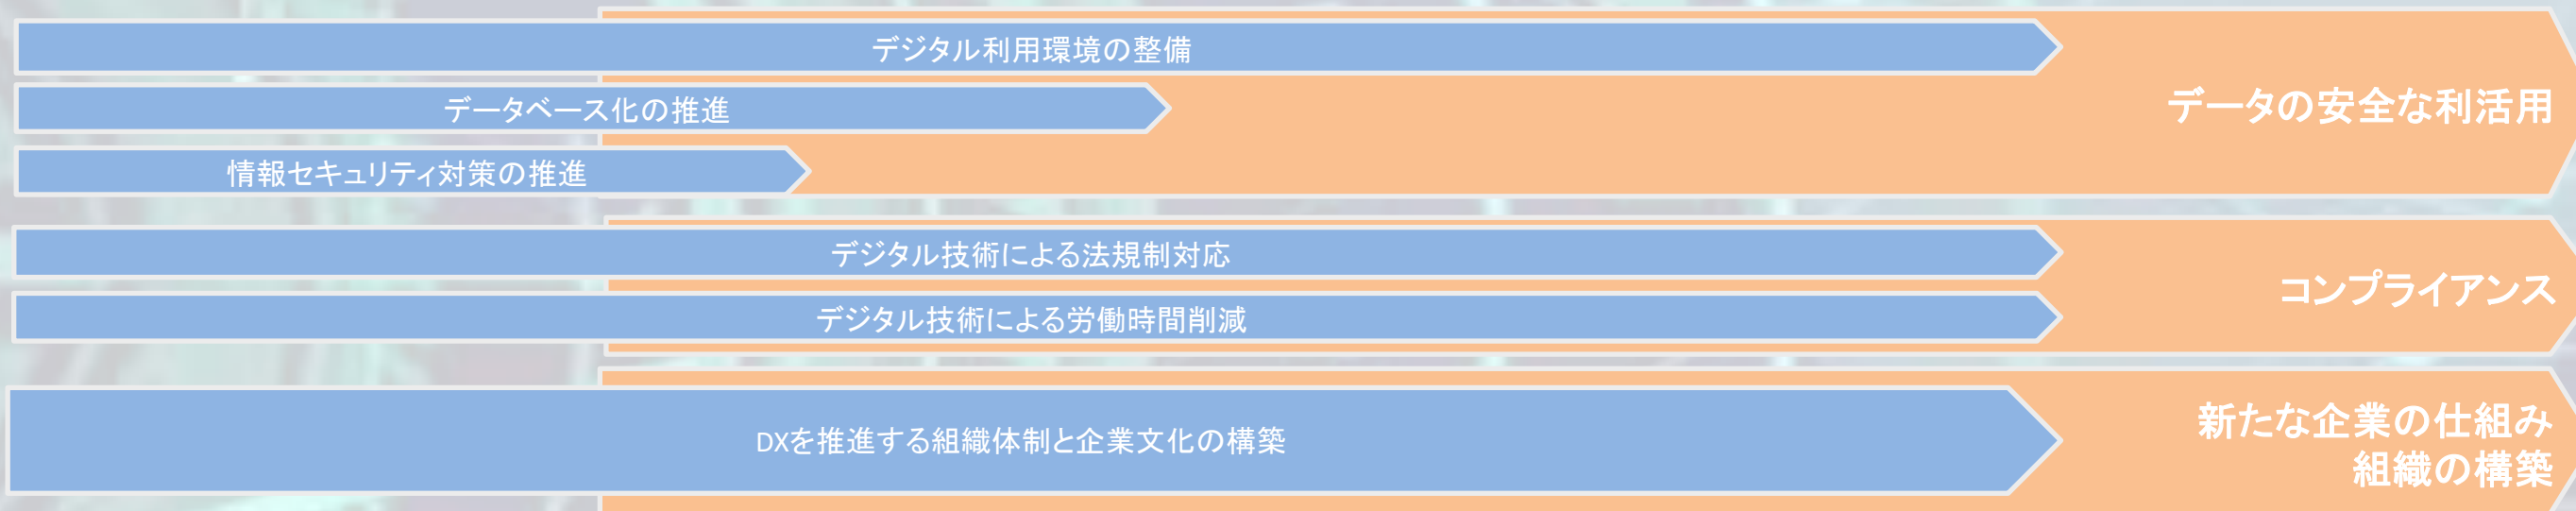 デジタル利用環境の整備
データベース化の推進
データの安全な利活用
情報セキュリティ対策の推進
デジタル技術による法規制対応
コンプライアンス
デジタル技術による労働時間削減
DXを推進する組織体制と企業文化の構築
新たな企業の仕組み
組織の構築